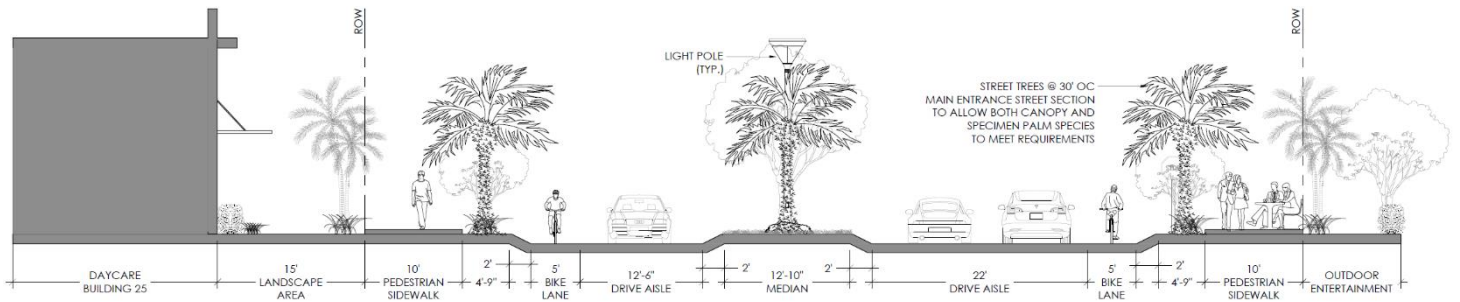 ROW
LIGHT POLE
(TYP.)
STREET TREES @ 30' OC
MAIN ENTRANCE STREET SECTION
TO ALLOW BOTH CANOPY AND
SPECIMEN PALM SPECIES
TO MEET REQUIREMENTS
ROW
DAYCARE
BUILDING 25
15'
LANDSCAPE
AREA
10'
PEDESTRIAN
SIDEWALK
2'
4'-9"
5'
BIKE
LANE
12'-6"
DRIVE AISLE
2'
12'-10"
MEDIAN
2'
22'
DRIVE AISLE
5'
BIKE
LANE
2'
4'-9"
10'
PEDESTRIAN
SIDEWALK
OUTDOOR
ENTERTAINMENT